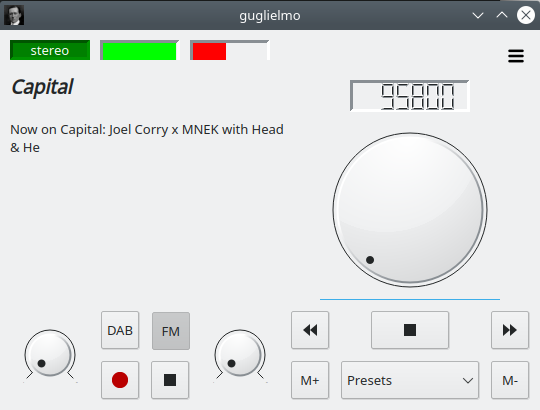 guglielmo
stereo
Capital
95800
Now on Capital: Joel Corry x MNEK with Head
& He
DAB
FM
M+
Presets
M-